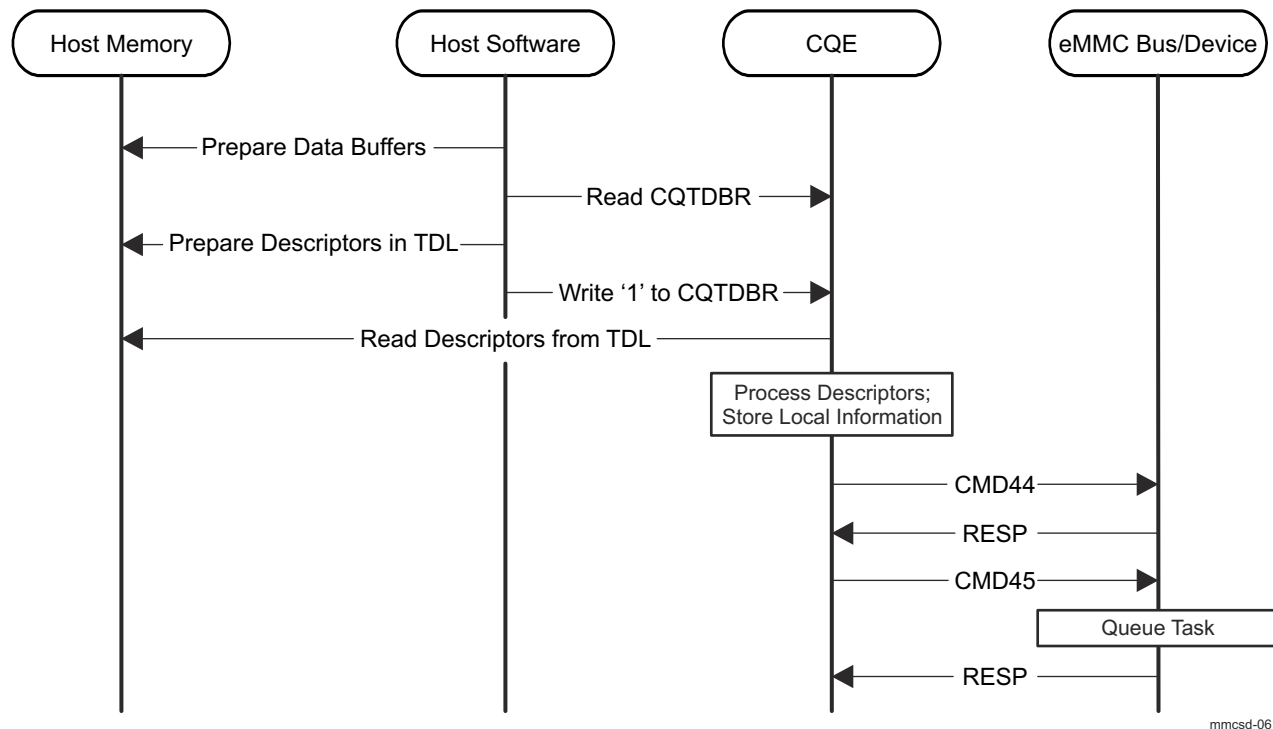 Host Memory
Host Software
CQE
eMMC Bus/Device
Prepare Data Buffers
Read CQTDBR
Prepare Descriptors in TDL
Write ‘1’ to CQTDBR
Read Descriptors from TDL
Process Descriptors;
Store Local Information
CMD44
RESP
CMD45
Queue Task
RESP
mmcsd-06